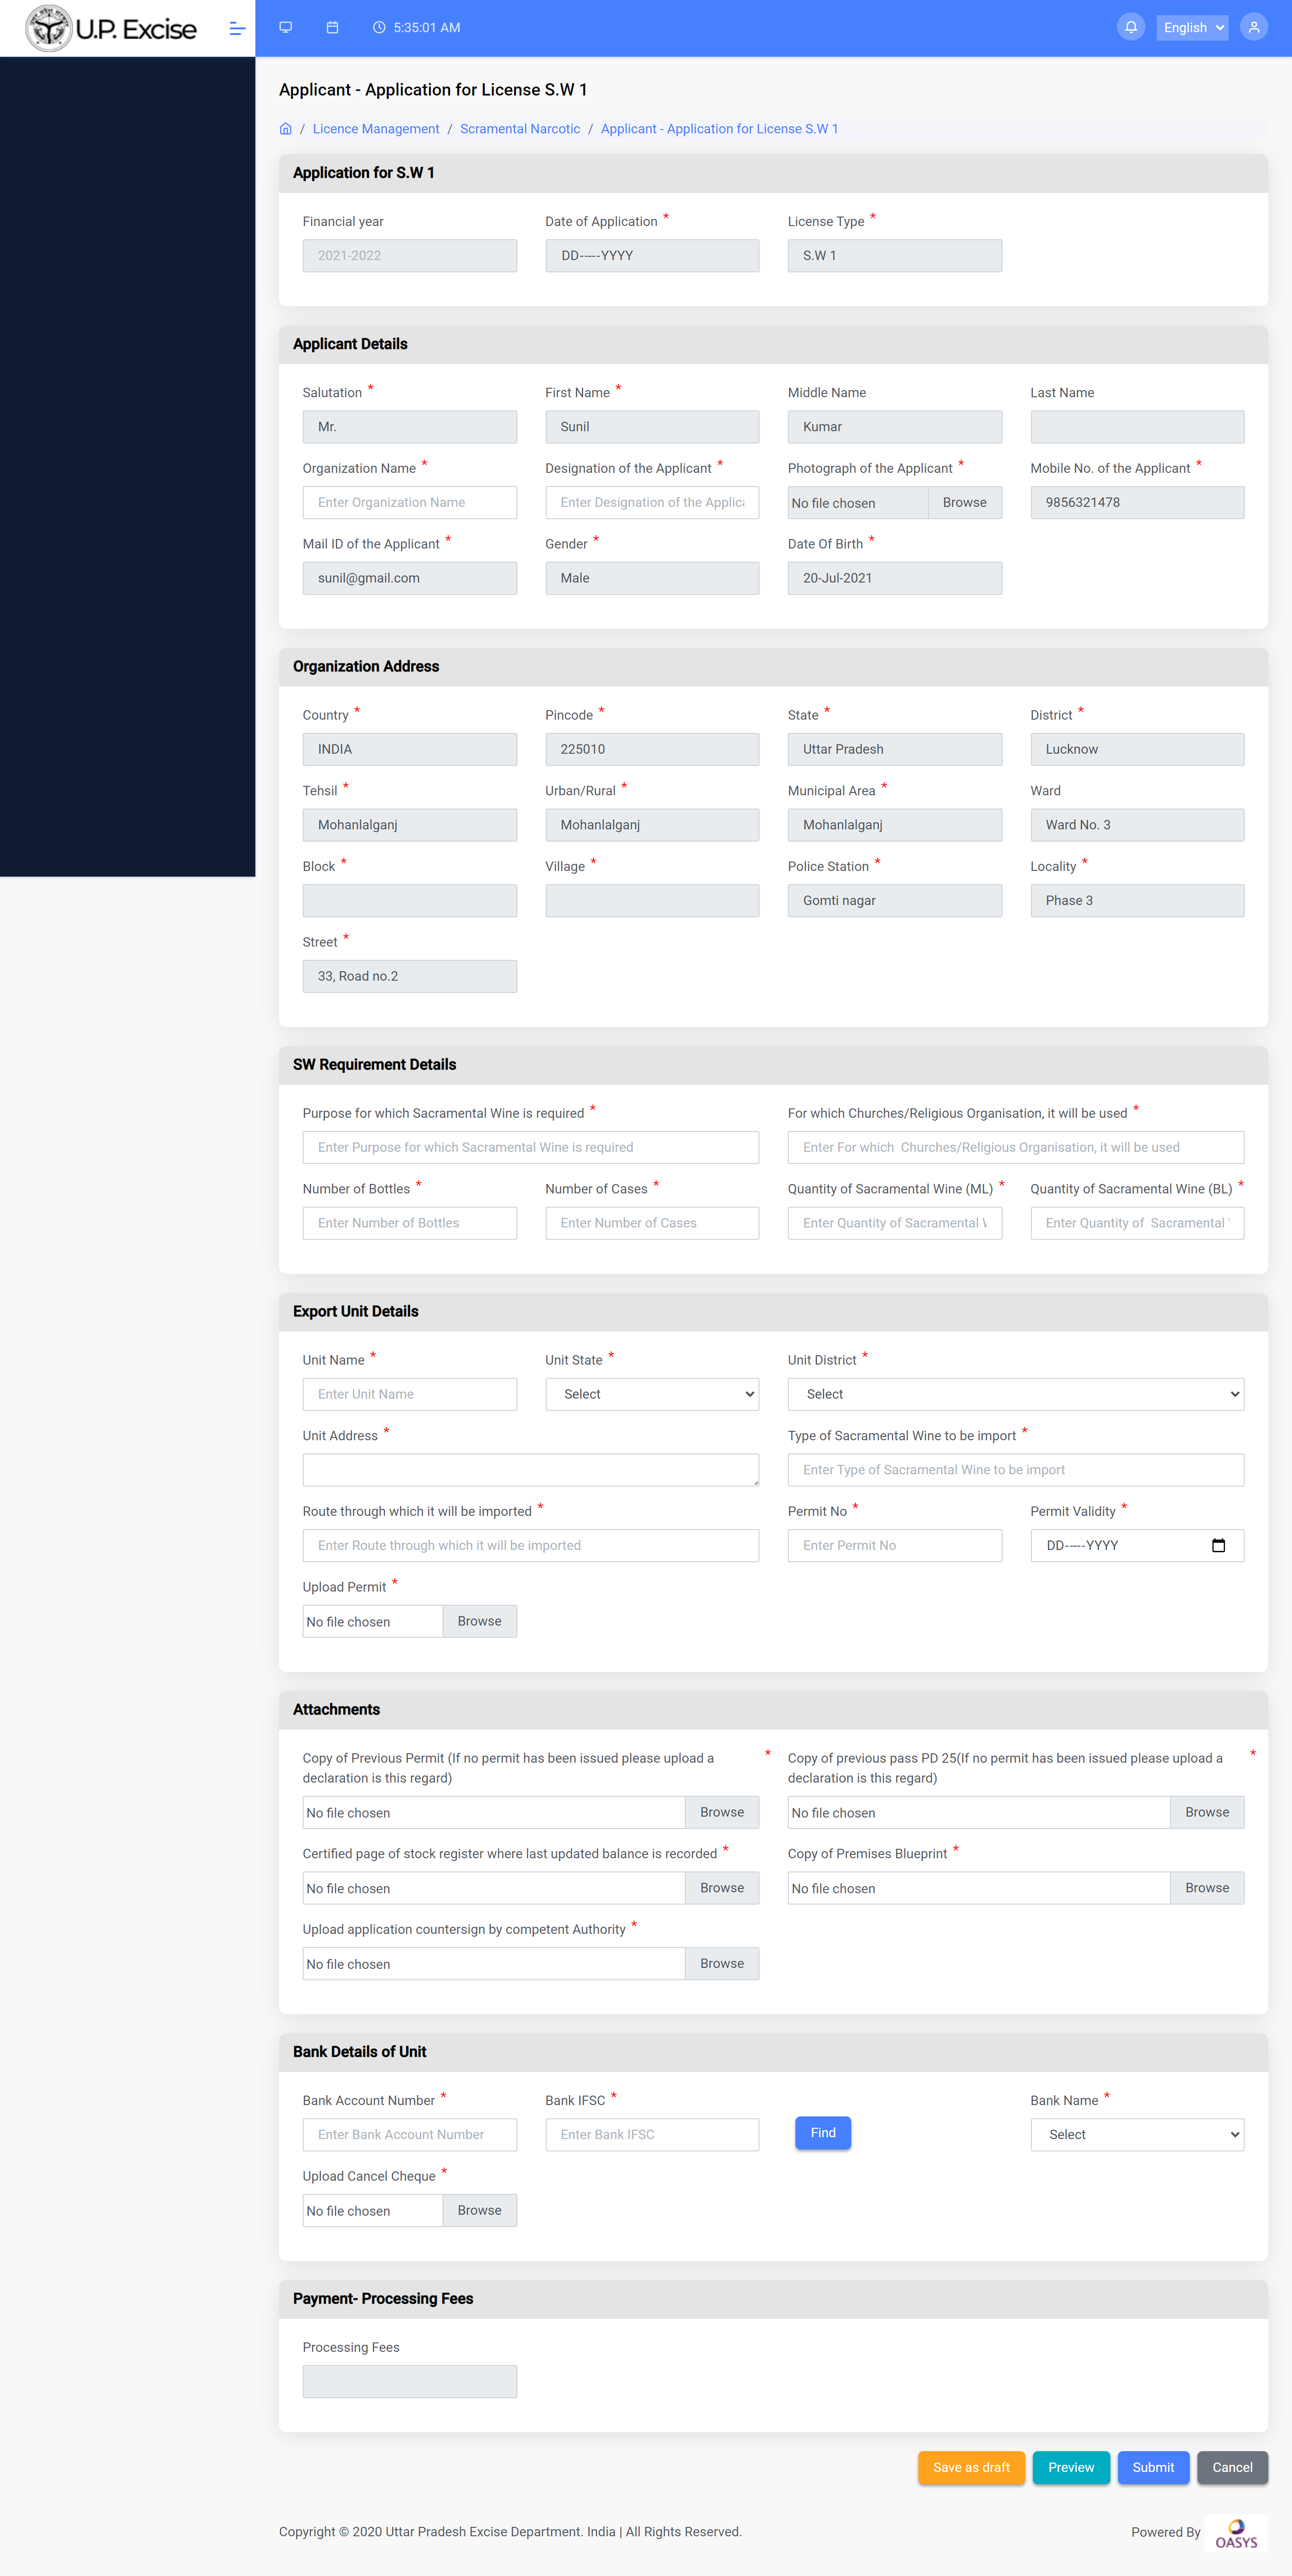 U.P. Excise
5:35:01 AM
English
Applicant - Application for License S.W 1
/ Licence Management / Scramental Narcotic / Applicant - Application for License S.W 1
Application for S.W 1
Financial year
Date of Application *
License Type *
2021-2022
DD-----YYYY
S.W 1
Applicant Details
Salutation *
First Name *
Middle Name
Last Name
Mr.
Sunil
Kumar
Organization Name *
Designation of the Applicant *
Photograph of the Applicant *
Mobile No. of the Applicant *
Enter Organization Name
Enter Designation of the Applica
No file chosen
Browse
9856321478
Mail ID of the Applicant *
Gender *
Date Of Birth *
sunil@gmail.com
Male
20-Jul-2021
Organization Address
Country *
Pincode *
State *
District *
INDIA
225010
Uttar Pradesh
Lucknow
Tehsil *
Urban/Rural *
Municipal Area *
Ward
Mohanlalganj
Mohanlalganj
Mohanlalganj
Ward No. 3
Block *
Village *
Police Station *
Locality *
Gomti nagar
Phase 3
Street *
33, Road no.2
SW Requirement Details
Purpose for which Sacramental Wine is required *
For which Churches/Religious Organisation, it will be used *
Enter Purpose for which Sacramental Wine is required
Enter For which  Churches/Religious Organisation, it will be used
Number of Bottles *
Number of Cases *
Quantity of Sacramental Wine (ML) *
Quantity of Sacramental Wine (BL) *
Enter Number of Bottles
Enter Number of Cases
Enter Quantity of Sacramental
Enter Quantity of  Sacramental
Export Unit Details
Unit Name *
Unit State *
Unit District *
Enter Unit Name
Select
Select
Unit Address *
Type of Sacramental Wine to be import *
Enter Type of Sacramental Wine to be import
Route through which it will be imported *
Permit No *
Permit Validity *
Enter Route through which it will be imported
Enter Permit No
DD-----YYYY
Upload Permit *
No file chosen
Browse
Attachments
Copy of Previous Permit (If no permit has been issued please upload a *
declaration is this regard)
Copy of previous pass PD 25(If no permit has been issued please upload a *
declaration is this regard)
No file chosen
Browse
No file chosen
Browse
Certified page of stock register where last updated balance is recorded *
Copy of Premises Blueprint *
No file chosen
Browse
No file chosen
Browse
Upload application countersign by competent Authority *
No file chosen
Browse
Bank Details of Unit
Bank Account Number *
Bank IFSC *
Bank Name *
Enter Bank Account Number
Enter Bank IFSC
Find
Select
Upload Cancel Cheque *
No file chosen
Browse
Payment- Processing Fees
Processing Fees
Save as draft
Preview
Submit
Cancel
Copyright © 2020 Uttar Pradesh Excise Department. India | All Rights Reserved.
Powered By
OASYS